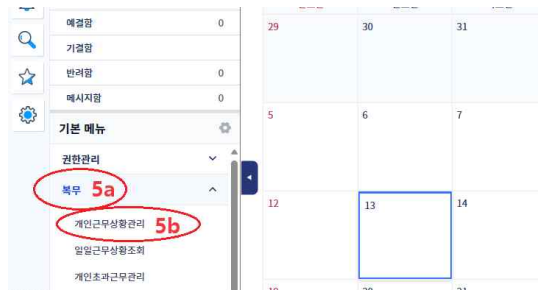 예결함 0
기결함
반려함 0
메시지함 0
기본 메뉴
권한관리
복무 5a
개인근무상황관리 5b
일일근무상황조회
개인초과근무관리
29 30 31
5 6 7
12 13 14